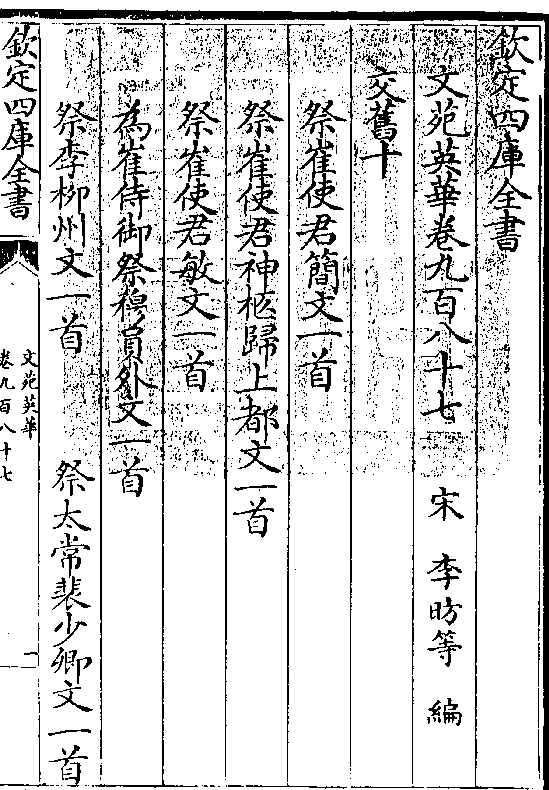 欽定四庫全書
文苑英華卷九百八十七 宋 李昉等 編
交舊十
祭崔使君簡文一首
祭崔使君神柩歸上都文一首
祭崔使君敏文一首
為崔侍御祭穆員外文一首
祭李柳州文一首 祭太常裴少卿文一首
欽定四庫全書
文苑英華
卷九百八十七
一